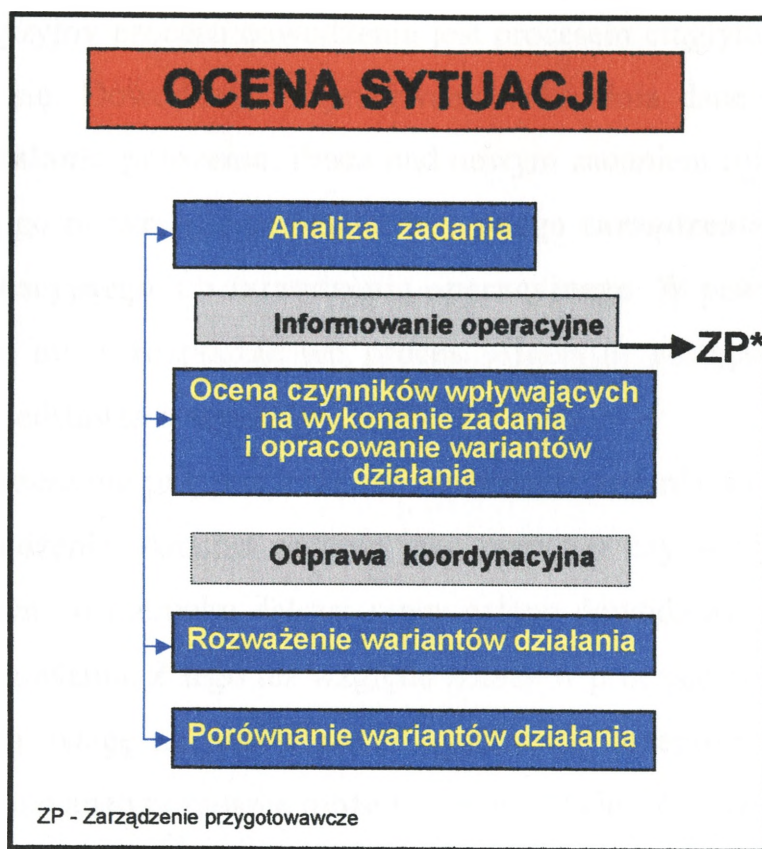 OCENA SYTUACJI
Analiza zadania
Informowanie operacyjne
ZP*
Ocena czynników wpływających
na wykonanie zadania
i opracowanie wariantów
działania
Odprawa koordynacyjna
Rozważenie wariantów działania
Porównanie wariantów działania
ZP - Zarządzenie przygotowawcze